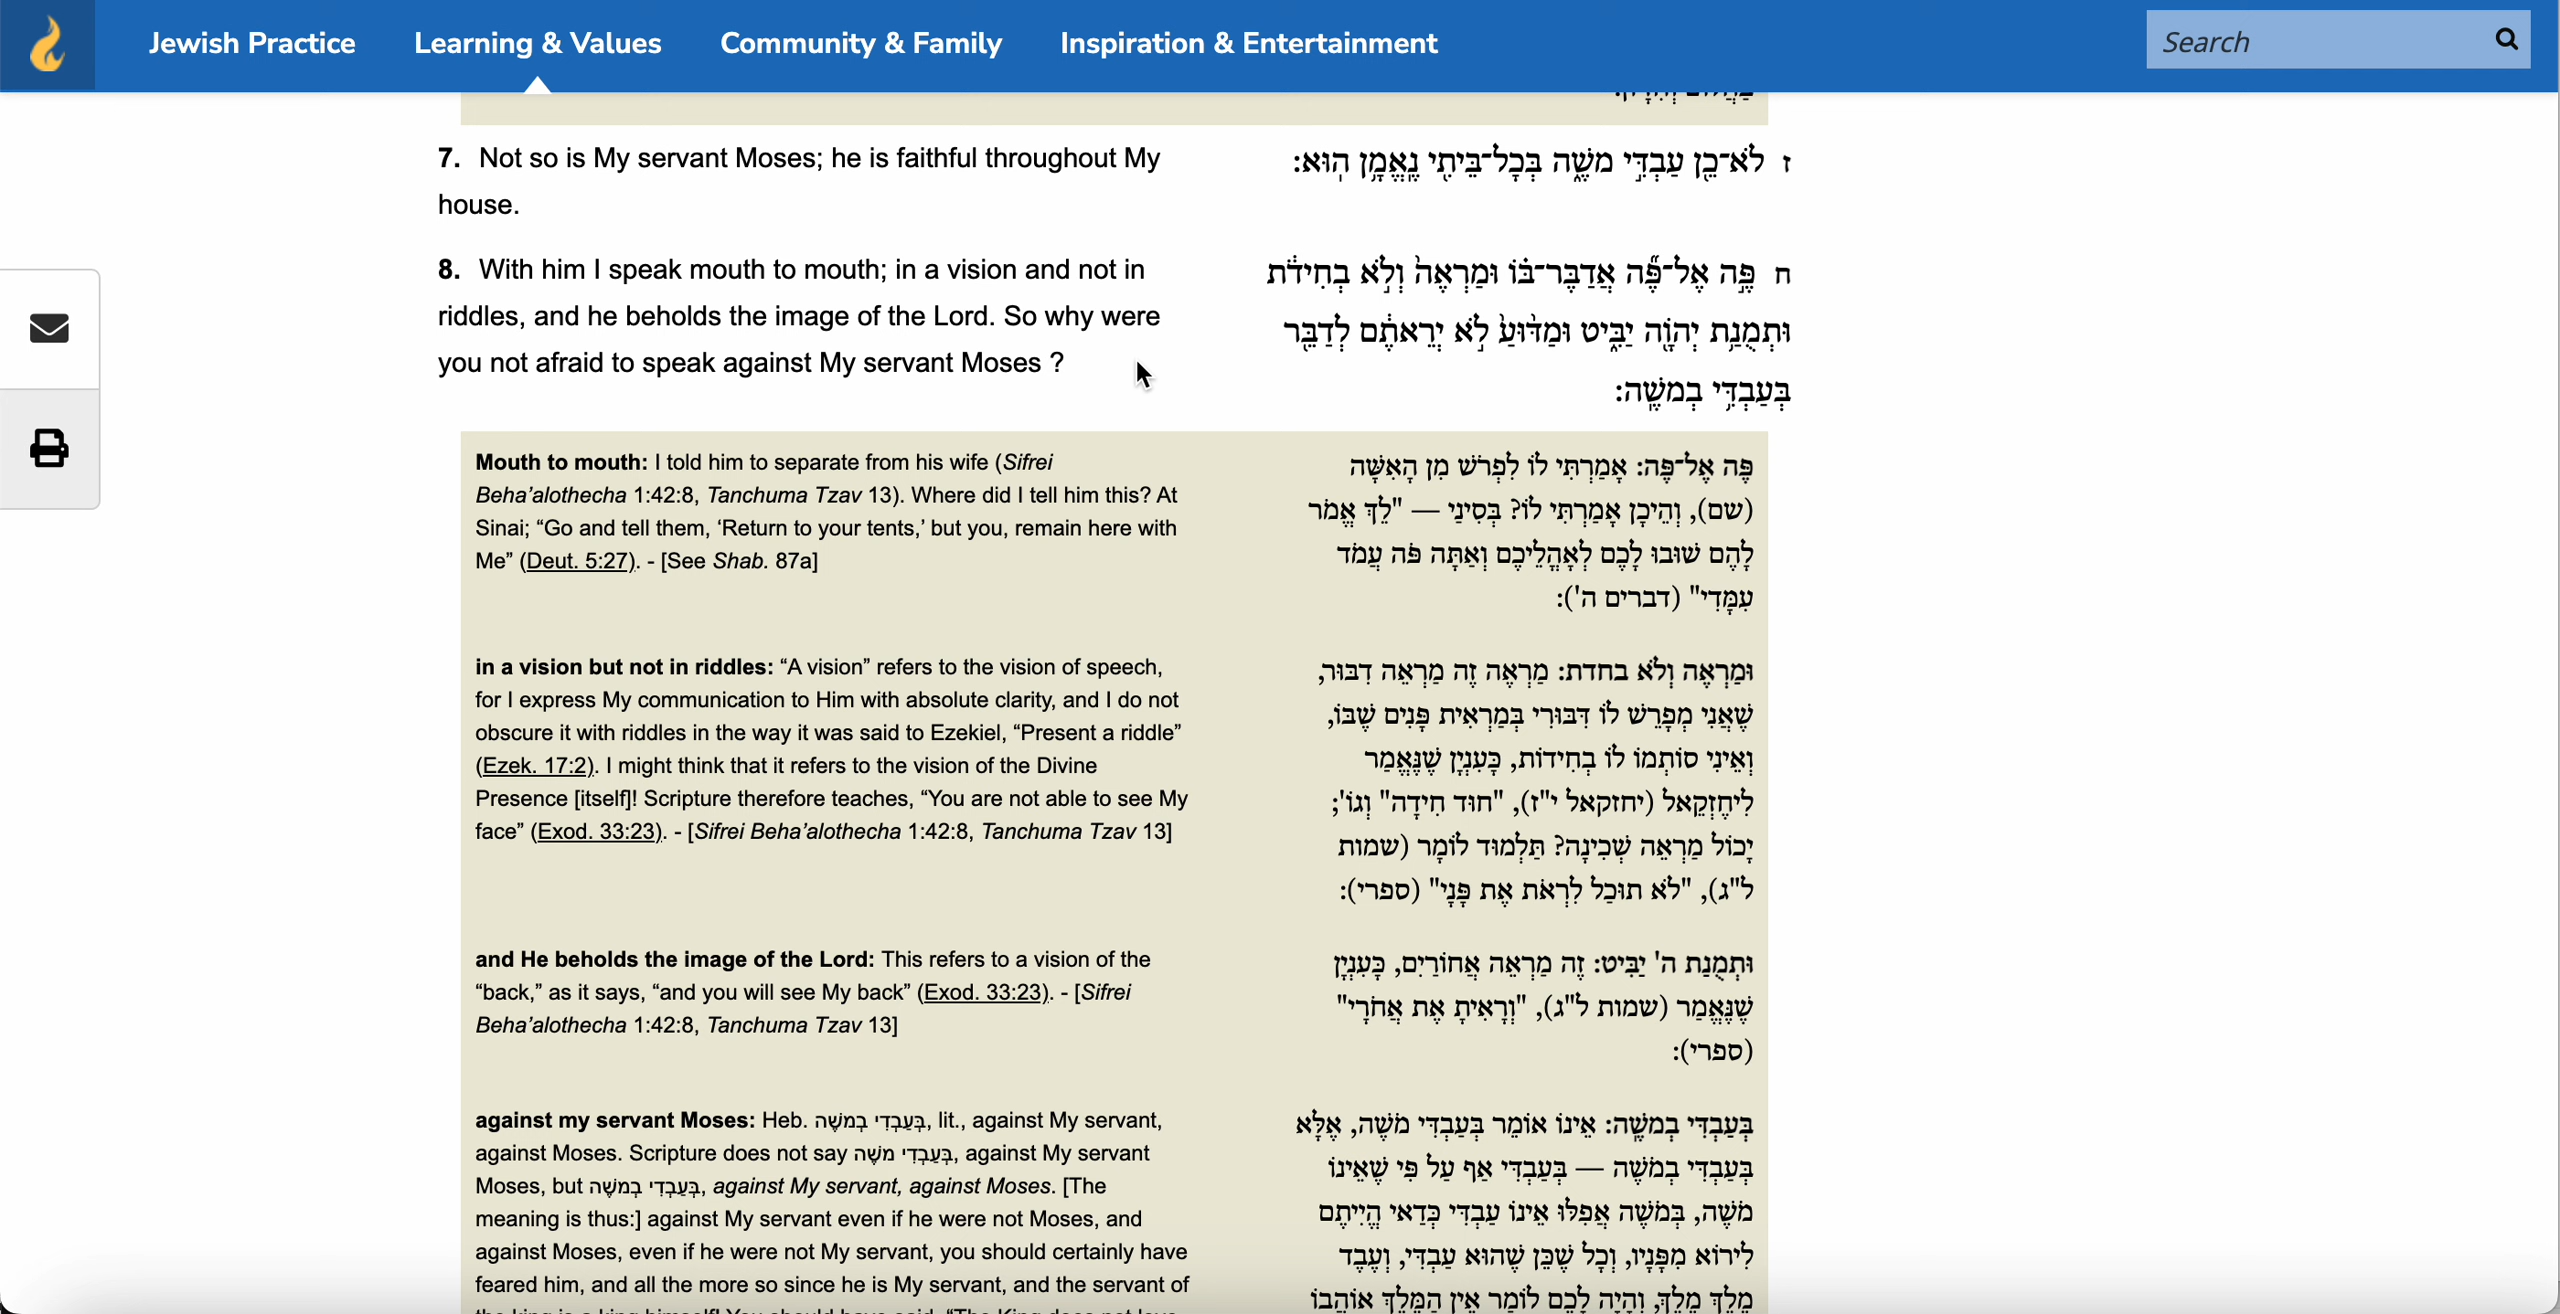 Jewish Practice
Learning & Values
Community & Family
Inspiration & Entertainment
Search
7. Not so is My servant Moses; he is faithful throughout My
house.
ז לֹא־כֵ֖ן עַבְדִּ֣י משֶׁ֑ה בְּכָל־בֵּיתִ֖י נֶֽאֱמָ֥ן הֽוּא:
8. With him I speak mouth to mouth; in a vision and not in
riddles, and he beholds the image of the Lord. So why were
you not afraid to speak against My servant Moses ?
ח פֶּ֣ה אֶל־פֶּ֞ה אֲדַבֶּר־בּ֗וֹ וּמַרְאֶה֙ וְלֹ֣א בְחִידֹ֔ת
וּתְמֻנַ֥ת יְהֹוָ֖ה יַבִּ֑יט וּמַדּ֨וּעַ֙ לֹ֣א יְרֵאתֶ֔ם לְדַבֵּ֖ר
בְּעַבְדִּ֥י בְמשֶֽׁה:
Mouth to mouth: I told him to separate from his wife (Sifrei
Beha’alothecha 1:42:8, Tanchuma Tzav 13). Where did I tell him this? At
Sinai; “Go and tell them, ‘Return to your tents,’ but you, remain here with
Me” (Deut. 5:27). - [See Shab. 87a]
פֶּה אֶל־פֶּה: אָמַרְתִּי לוֹ לִפְרֹשׁ מִן הָאִשָּׁה
(שם), וְהֵיכָן אָמַרְתִּי לוֹ? בְּסִינַי — "לֵךְ אֱמֹר
לָהֶם שׁוּבוּ לָכֶם לְאָהֳלֵיכֶם וְאַתָּה פֹּה עֲמֹד
עִמָּדִי" (דברים ה'):
in a vision but not in riddles: “A vision” refers to the vision of speech,
for I express My communication to Him with absolute clarity, and I do not
obscure it with riddles in the way it was said to Ezekiel, “Present a riddle”
(Ezek. 17:2). I might think that it refers to the vision of the Divine
Presence [itself]! Scripture therefore teaches, “You are not able to see My
face” (Exod. 33:23). - [Sifrei Beha’alothecha 1:42:8, Tanchuma Tzav 13]
וּמַרְאֶה וְלֹא בחדת: מַרְאֶה זֶה מַרְאֵה דִבּוּר,
שֶׁאֲנִי מְפָרֵשׁ לוֹ דִּבּוּרִי בְּמַרְאִית פָּנִים שֶׁבּוֹ,
וְאֵינִי סוֹתְמוֹ לוֹ בְחִידוֹת, כָּעִנְיָן שֶׁנֶּאֱמַר
לִיחֶזְקֵאל (יחזקאל י"ז), "חוּד חִידָה" וְגוֹ';
יָכוֹל מַרְאֵה שְׁכִינָה? תַּלְמוּד לוֹמָר (שמות
ל"ג), "לֹא תוּכַל לִרְאֹת אֶת פָּנָי" (ספרי):
and He beholds the image of the Lord: This refers to a vision of the
“back,” as it says, “and you will see My back” (Exod. 33:23). - [Sifrei
Beha’alothecha 1:42:8, Tanchuma Tzav 13]
וּתְמֻנַת ה' יַבִּיט: זֶה מַרְאֵה אֲחוֹרַיִם, כָּעִנְיָן
שֶׁנֶּאֱמַר (שמות ל"ג), "וְרָאִיתָ אֶת אֲחֹרָי"
(ספרי):
against my servant Moses: Heb. בְּעַבְדִּי בְמשֶׁה, lit., against My servant,
against Moses. Scripture does not say בְּעַבְדִּי משֶׁה, against My servant
Moses, but בְּעַבְדִּי בְמשֶׁה, against My servant, against Moses. [The
meaning is thus:] against My servant even if he were not Moses, and
against Moses, even if he were not My servant, you should certainly have
feared him, and all the more so since he is My servant, and the servant of
בְּעַבְדִּי בְמֹשֶׁה: אֵינוֹ אוֹמֵר בְּעַבְדִּי מֹשֶׁה, אֶלָּא
בְּעַבְדִּי בְמֹשֶׁה — בְּעַבְדִּי אַף עַל פִּי שֶׁאֵינוֹ
מֹשֶׁה, בְּמֹשֶׁה אֲפִלּוּ אֵינוֹ עַבְדִּי כְּדַאי הֱיִיתֶם
לִירוֹא מִפָּנָיו, וְכָל שֶׁכֵּן שֶׁהוּא עַבְדִּי, וְעֶבֶד
מֶלֶךְ מֶלֶךְ, וְהָיָה לָכֶם לוֹמַר אֵין הַמֶּלֶךְ אוֹהֲבוֹ